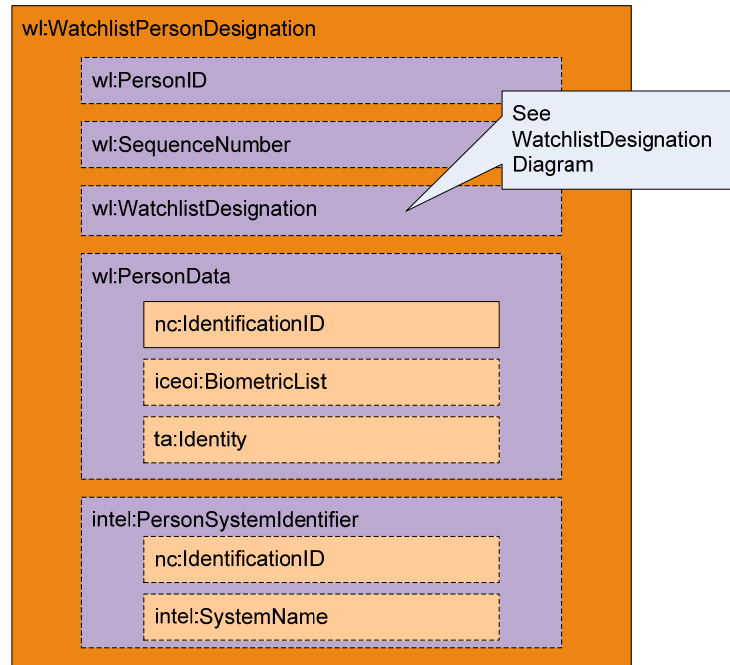 wl:WatchlistPersonDesignation
wl:PersonID
See
WatchlistDesignation
Diagram
wl:SequenceNumber
wl:WatchlistDesignation
wl:PersonData
nc:IdentificationID
iceoi:BiometricList
ta:Identity
intel:PersonSystemIdentifier
nc:IdentificationID
intel:SystemName